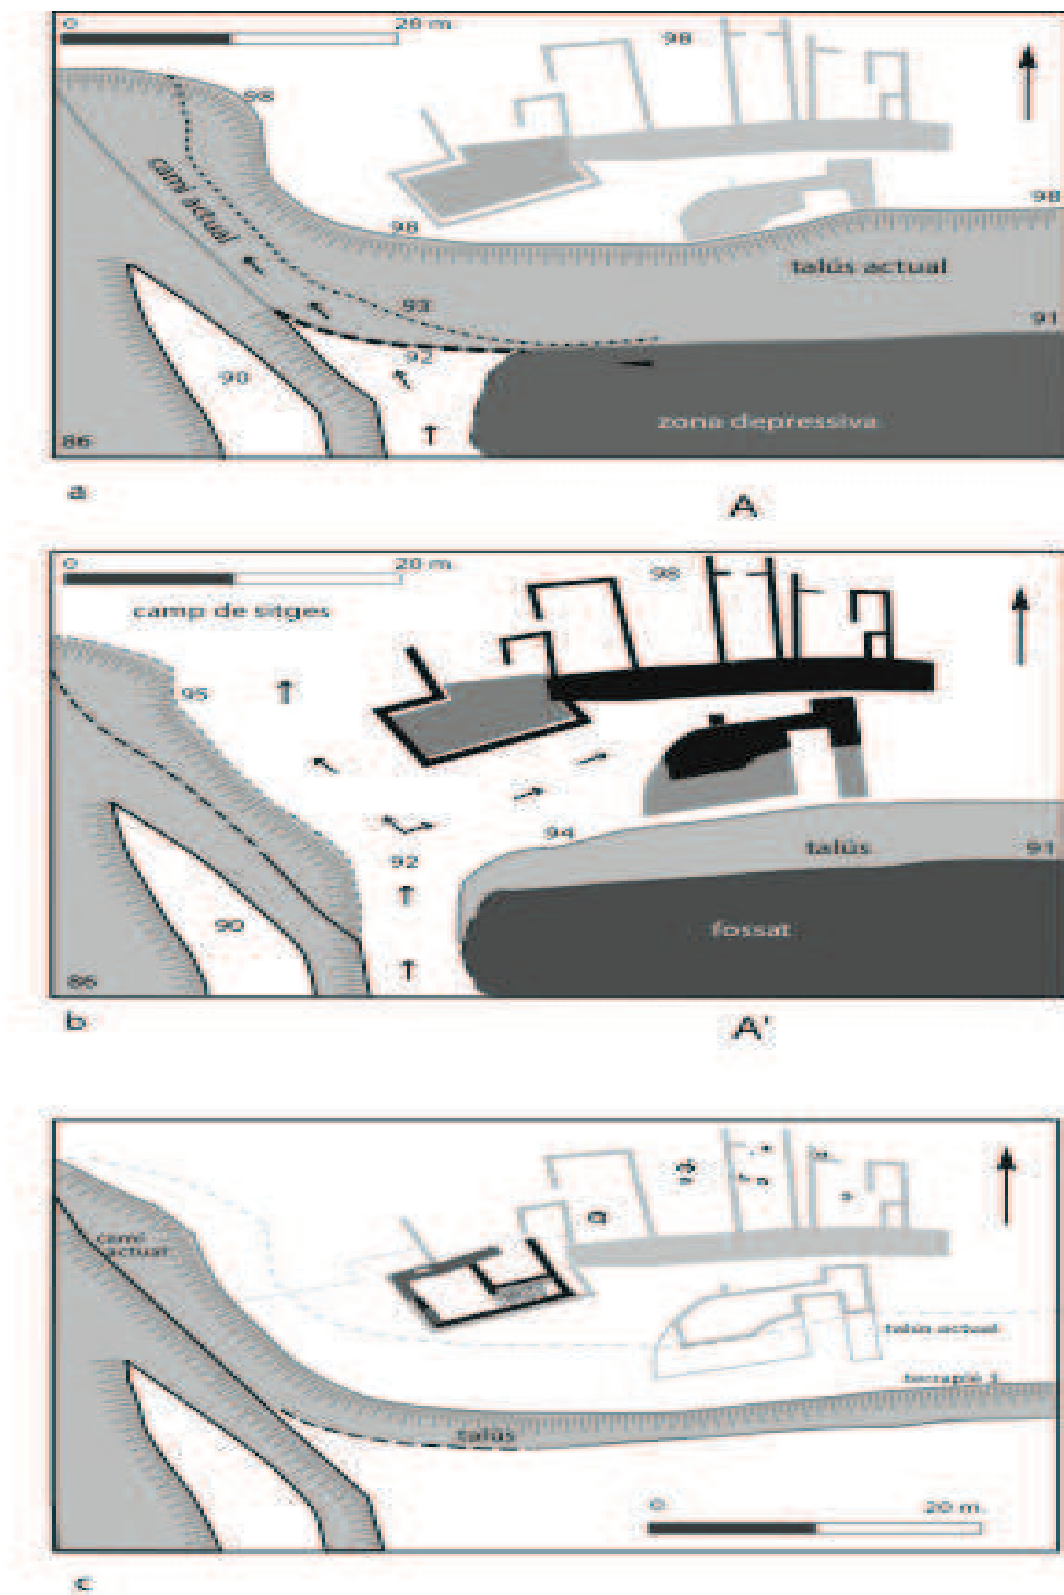 0 20 m.
98
98
camí actual
98
98
talús actual
93
91
92
90
zona depressiva
86
a
A
0 20 m.
98
camp de sitges
95
94
talús
91
92
90
fossat
86
b
A'
camí
actual
talús actual
talús
0 20 m.
c